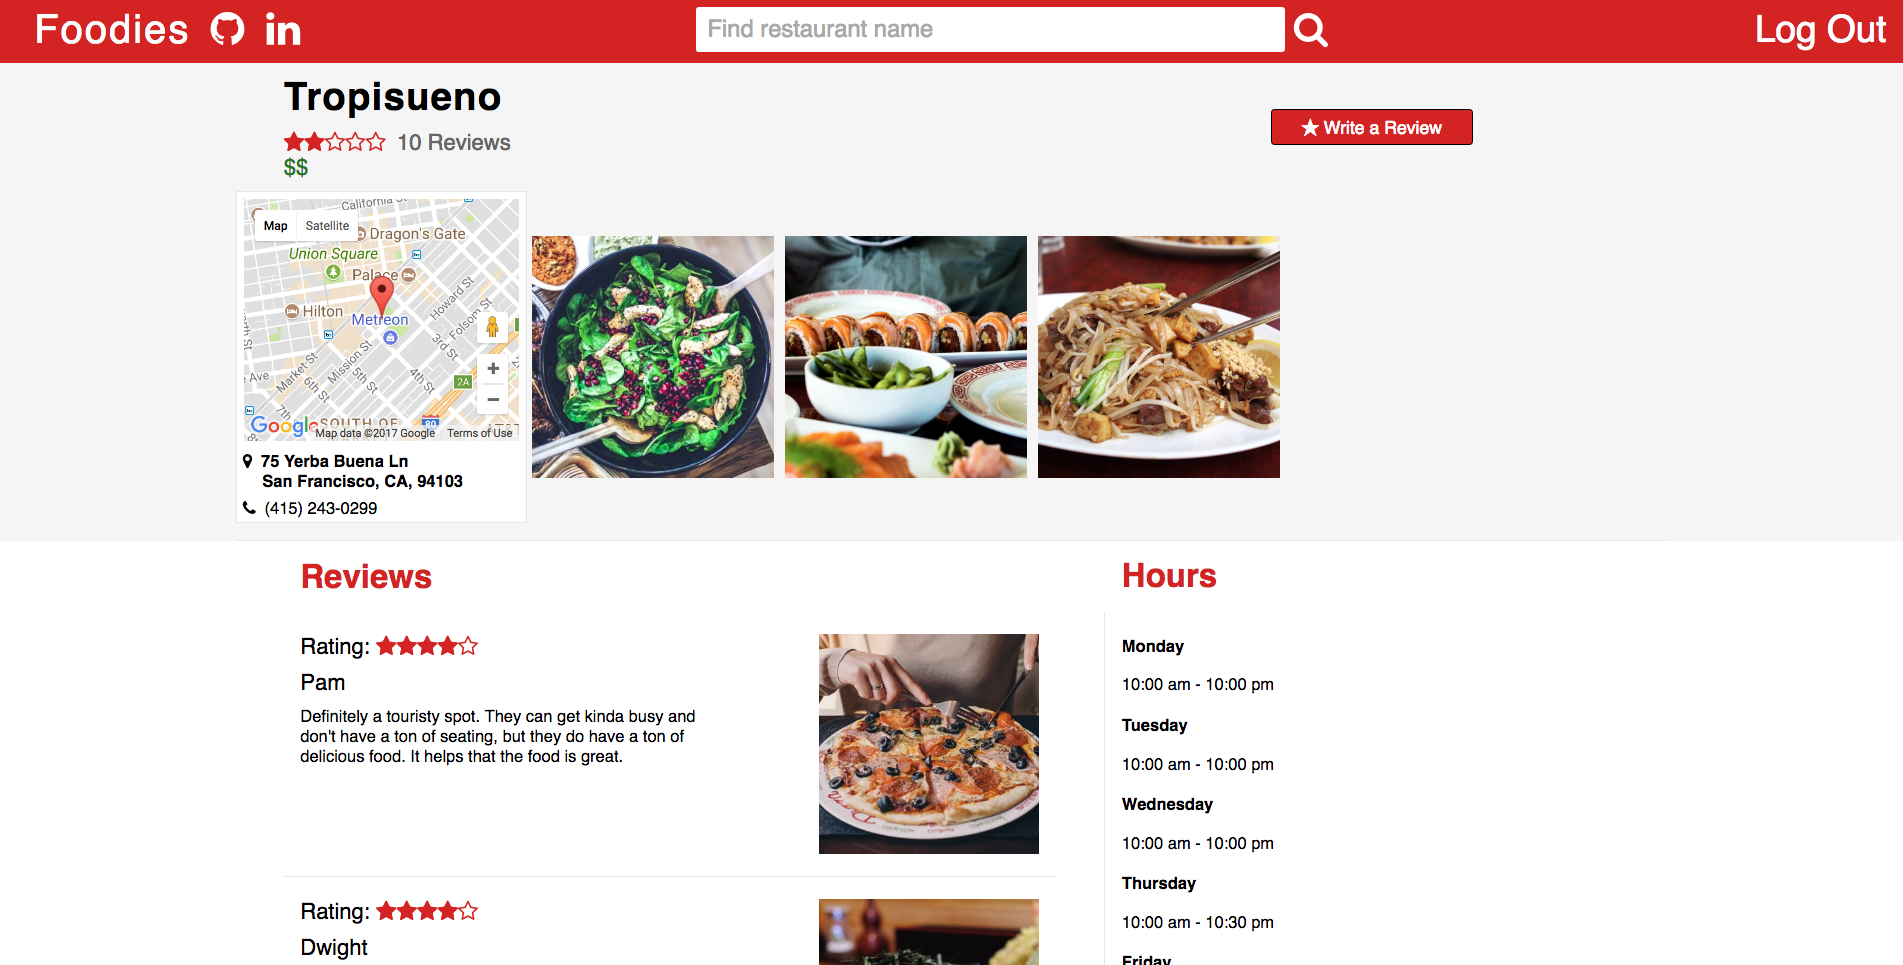 Foodies
Find restaurant name
Log Out
Tropisueno
10 Reviews
$$
Write a Review
California St
Map Satellite
Dragon's Gate
Union Square
Palace
Hilton
Metreon
Howard St
Folsom St
3rd St
Market St
Mission St
4th St
5th St
6th St
7th
Ave
2A
80
SOUTH OF
Google
Map data ©2017 Google Terms of Use
75 Yerba Buena Ln
San Francisco, CA, 94103
(415) 243-0299
Reviews
Rating:
Pam
Definitely a touristy spot. They can get kinda busy and
don't have a ton of seating, but they do have a ton of
delicious food. It helps that the food is great.
Rating:
Dwight
Hours
Monday
10:00 am - 10:00 pm
Tuesday
10:00 am - 10:00 pm
Wednesday
10:00 am - 10:00 pm
Thursday
10:00 am - 10:30 pm
Friday